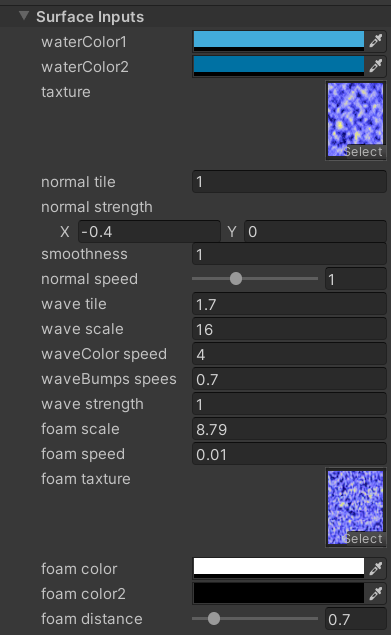 Surface Inputs
waterColor1
waterColor2
taxture
Select
normal tile 1
normal strength
X -0.4 Y 0
smoothness 1
normal speed 1
wave tile 1.7
wave scale 16
waveColor speed 4
waveBumps spees 0.7
wave strength 1
foam scale 8.79
foam speed 0.01
foam taxture
Select
foam color
foam color2
foam distance 0.7